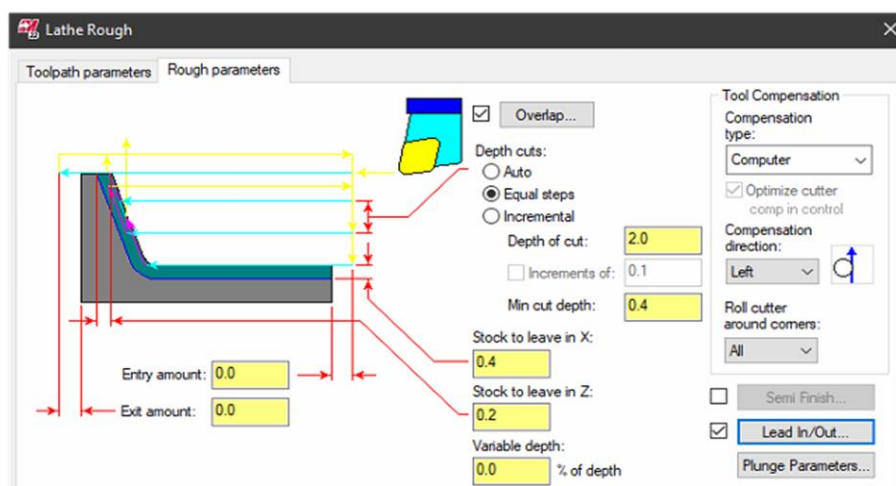 Lathe Rough
Toolpath parameters
Rough parameters
Overlap...
Depth cuts:
Auto
Equal steps
Incremental
Depth of cut: 2.0
Increments of: 0.1
Min cut depth: 0.4
Stock to leave in X:
0.4
Stock to leave in Z:
0.2
Variable depth:
0.0 % of depth
Entry amount: 0.0
Exit amount: 0.0
Tool Compensation
Compensation
type:
Computer
Optimize cutter
comp in control
Compensation
direction:
Left
Roll cutter
around corners:
All
Semi Finish...
Lead In/Out...
Plunge Parameters...